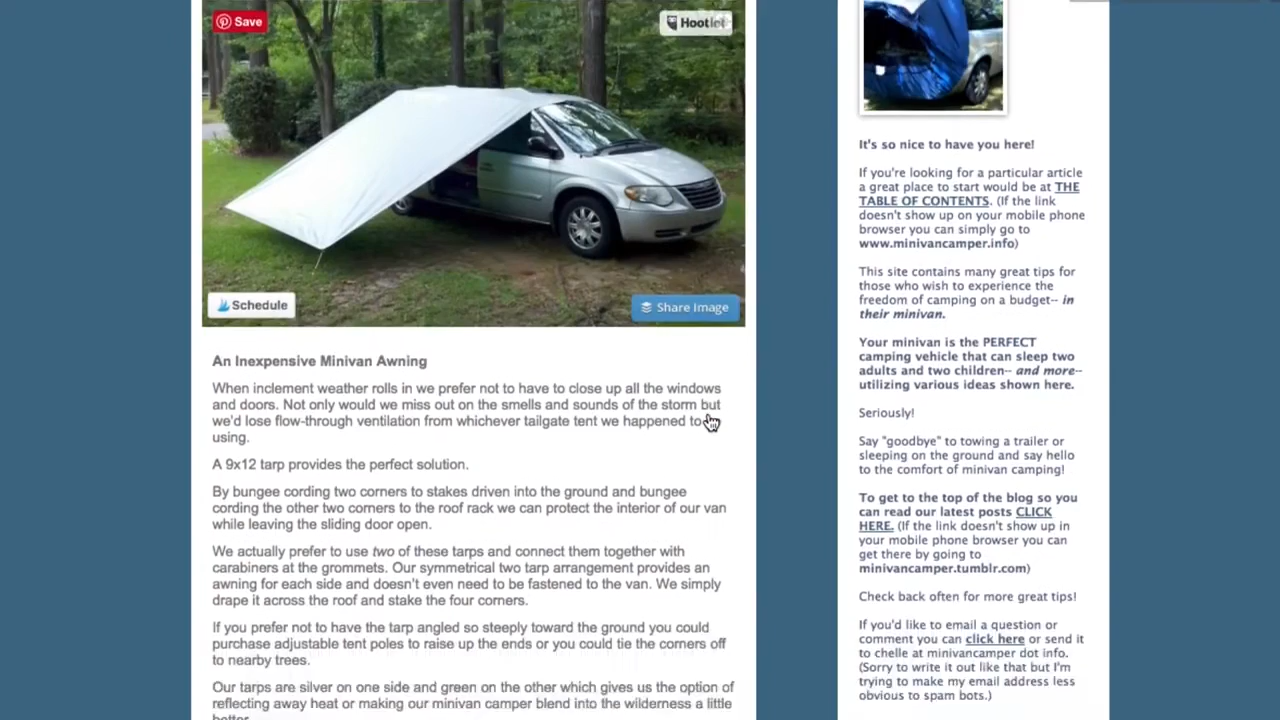 Save
Hootlet
Schedule
Share Image
An Inexpensive Minivan Awning
When inclement weather rolls in we prefer not to have to close up all the windows
and doors. Not only would we miss out on the smells and sounds of the storm but
we'd lose flow-through ventilation from whichever tailgate tent we happened to
using.
A 9x12 tarp provides the perfect solution.
By bungee cording two corners to stakes driven into the ground and bungee
cording the other two corners to the roof rack we can protect the interior of our van
while leaving the sliding door open.
We actually prefer to use two of these tarps and connect them together with
carabiners at the grommets. Our symmetrical two tarp arrangement provides an
awning for each side and doesn't even need to be fastened to the van. We simply
drape it across the roof and stake the four corners.
If you prefer not to have the tarp angled so steeply toward the ground you could
purchase adjustable tent poles to raise up the ends or you could tie the corners off
to nearby trees.
Our tarps are silver on one side and green on the other which gives us the option of
reflecting away heat or making our minivan camper blend into the wilderness a little
better.
It's so nice to have you here!
If you're looking for a particular article
a great place to start would be at THE
TABLE OF CONTENTS. (If the link
doesn't show up on your mobile phone
browser you can simply go to
www.minivancamper.info)
This site contains many great tips for
those who wish to experience the
freedom of camping on a budget-- in
their minivan.
Your minivan is the PERFECT
camping vehicle that can sleep two
adults and two children-- and more--
utilizing various ideas shown here.
Seriously!
Say "goodbye" to towing a trailer or
sleeping on the ground and say hello
to the comfort of minivan camping!
To get to the top of the blog so you
can read our latest posts CLICK
HERE. (If the link doesn't show up in
your mobile phone browser you can
get there by going to
minivancamper.tumblr.com)
Check back often for more great tips!
If you'd like to email a question or
comment you can click here or send it
to chelle at minivancamper dot info.
(Sorry to write it out like that but I'm
trying to make my email address less
obvious to spam bots.)